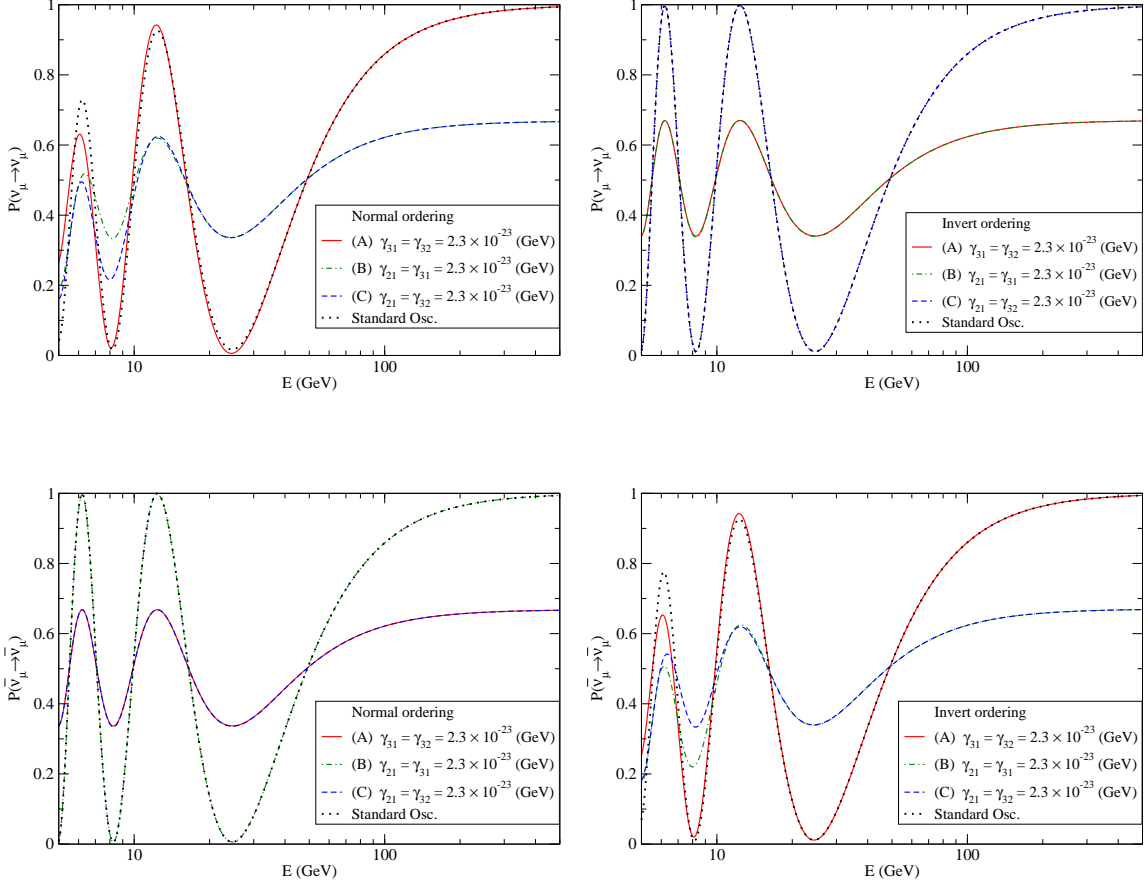 1
0.8
0.6
0.4
0.2
0
P(ν_μ→ν_μ)
10
100
E (GeV)
Normal ordering
(A) γ_31 = γ_32 = 2.3 × 10^-23 (GeV)
(B) γ_21 = γ_31 = 2.3 × 10^-23 (GeV)
(C) γ_21 = γ_32 = 2.3 × 10^-23 (GeV)
Standard Osc.
1
0.8
0.6
0.4
0.2
0
P(ν_μ→ν_μ)
10
100
E (GeV)
Invert ordering
(A) γ_31 = γ_32 = 2.3 × 10^-23 (GeV)
(B) γ_21 = γ_31 = 2.3 × 10^-23 (GeV)
(C) γ_21 = γ_32 = 2.3 × 10^-23 (GeV)
Standard Osc.
1
0.8
0.6
0.4
0.2
0
P(ν̄_μ→ν̄_μ)
10
100
E (GeV)
Normal ordering
(A) γ_31 = γ_32 = 2.3 × 10^-23 (GeV)
(B) γ_21 = γ_31 = 2.3 × 10^-23 (GeV)
(C) γ_21 = γ_32 = 2.3 × 10^-23 (GeV)
Standard Osc.
1
0.8
0.6
0.4
0.2
0
P(ν̄_μ→ν̄_μ)
10
100
E (GeV)
Invert ordering
(A) γ_31 = γ_32 = 2.3 × 10^-23 (GeV)
(B) γ_21 = γ_31 = 2.3 × 10^-23 (GeV)
(C) γ_21 = γ_32 = 2.3 × 10^-23 (GeV)
Standard Osc.